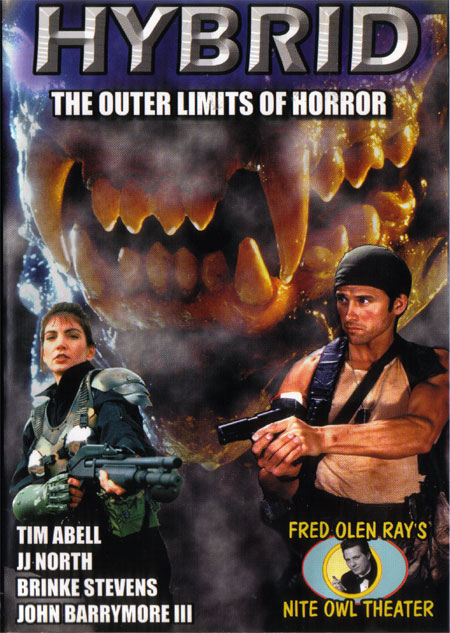 HYBRID
THE OUTER LIMITS OF HORROR
TIM ABELL
JJ NORTH
BRINKE STEVENS
JOHN BARRYMORE III
FRED OLEN RAY'S
NITE OWL THEATER